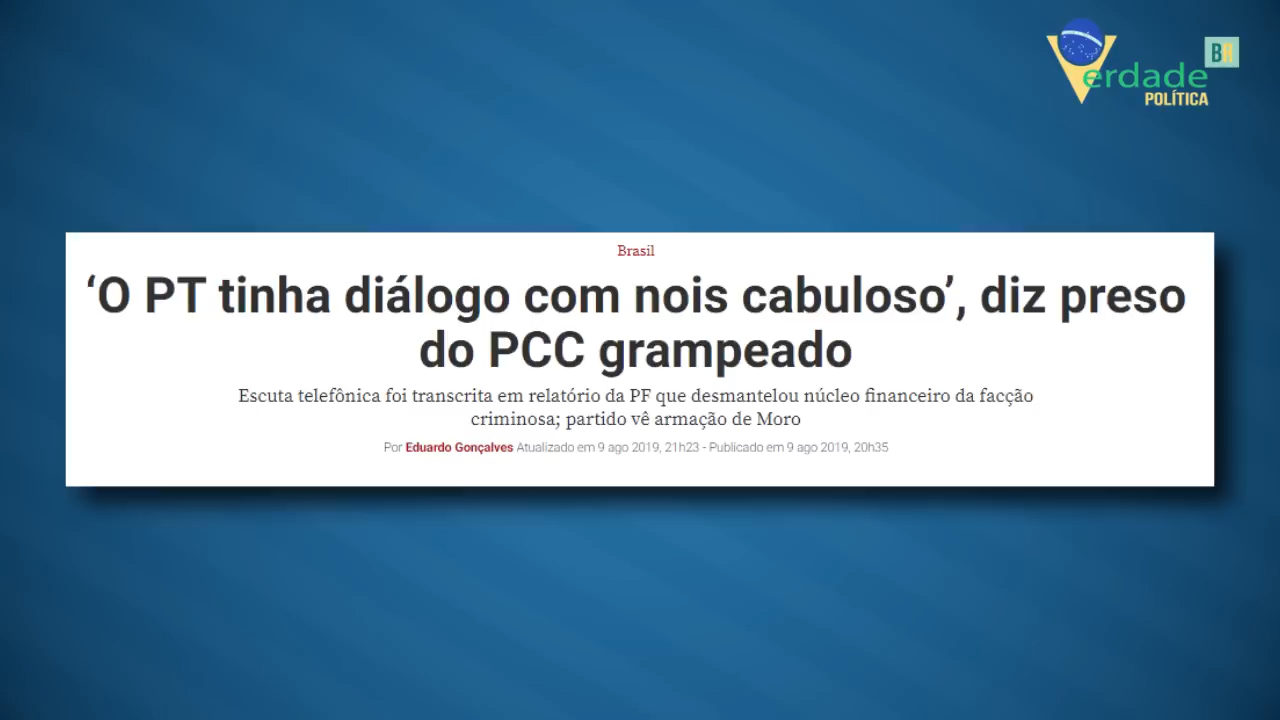 BR
erdade
POLÍTICA
Brasil
‘O PT tinha diálogo com nois cabuloso’, diz preso
do PCC grampeado
Escuta telefônica foi transcrita em relatório da PF que desmantelou núcleo financeiro da facção
criminosa; partido vê armação de Moro
Por Eduardo Gonçalves Atualizado em 9 ago 2019, 21h23 - Publicado em 9 ago 2019, 20h35